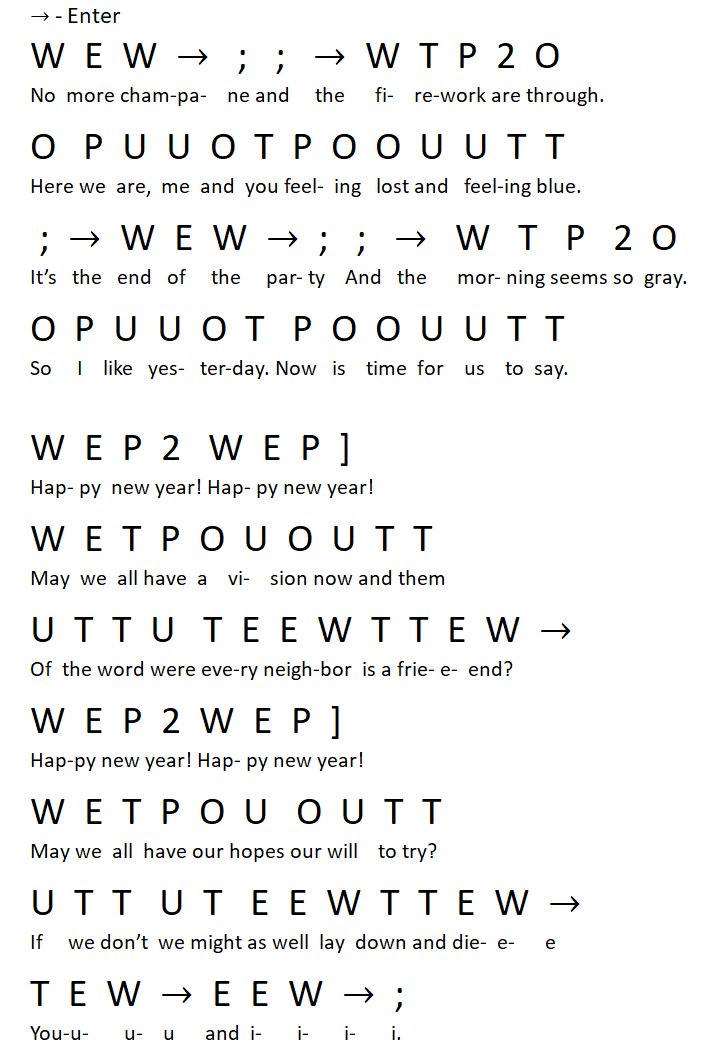 → - Enter
W E W → ; ; → W T P 2 O
No more cham-pa- ne and the fi- re-work are through.
O P U U O T P O O U U T T
Here we are, me and you feel- ing lost and feel-ing blue.
; → W E W → ; ; → W T P 2 O
It's the end of the par- ty And the mor- ning seems so gray.
O P U U O T P O O U U T T
So I like yes- ter-day. Now is time for us to say.
W E P 2 W E P ]
Hap- py new year! Hap- py new year!
W E T P O U O U T T
May we all have a vi- sion now and them
U T T U T E E W T T E W →
Of the word were eve-ry neigh-bor is a frie- e- end?
W E P 2 W E P ]
Hap-py new year! Hap- py new year!
W E T P O U O U T T
May we all have our hopes our will to try?
U T T U T E E W T T E W →
If we don't we might as well lay down and die- e- e
T E W → E E W → ;
You-u- u- u and i- i- i- i.